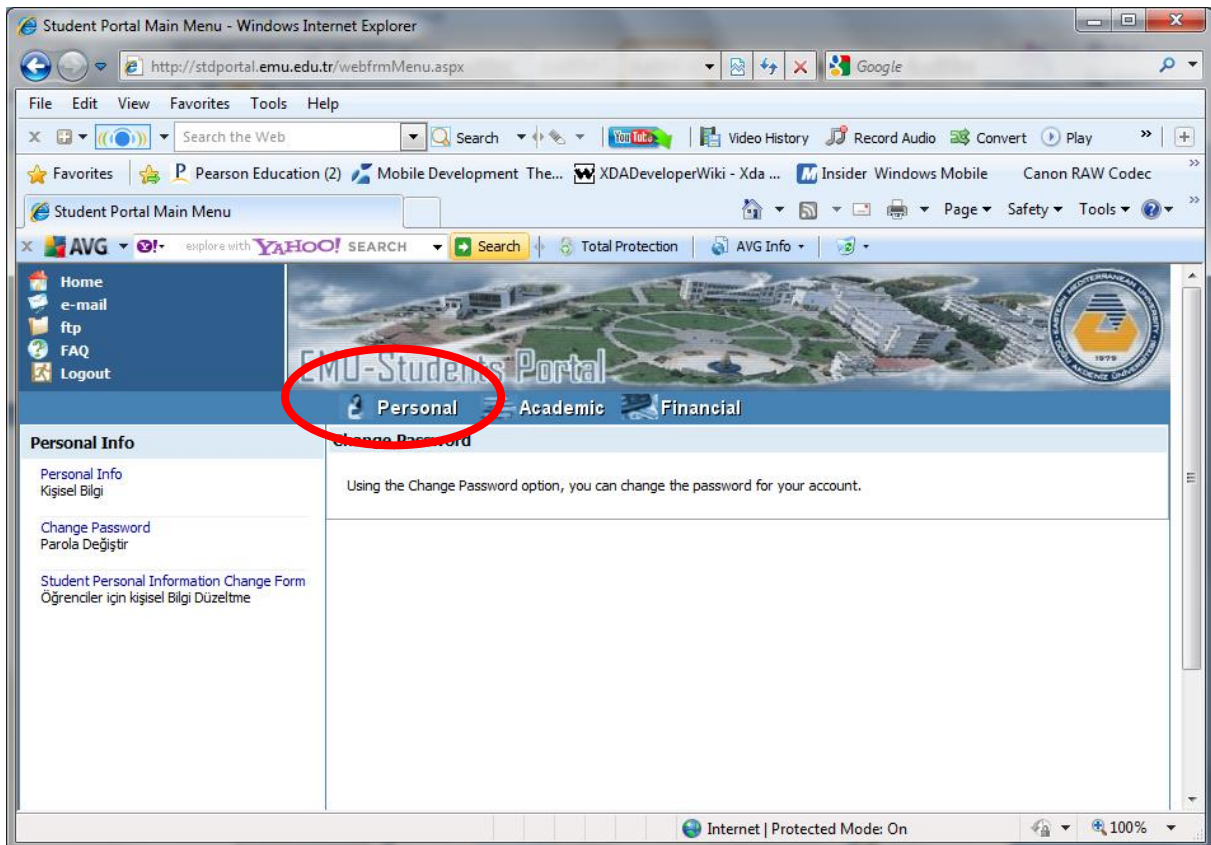 Student Portal Main Menu - Windows Internet Explorer
http://stdportal.emu.edu.tr/webfrmMenu.aspx
Google
File Edit View Favorites Tools Help
Search the Web Search YouTube Video History Record Audio Convert Play »
Favorites Pearson Education (2) Mobile Development The... XDADeveloperWiki - Xda ... Insider Windows Mobile Canon RAW Codec »
Student Portal Main Menu Page Safety Tools »
AVG explore with YAHOO! SEARCH Search Total Protection AVG Info
Home
e-mail
ftp
FAQ
Logout
EMU-Students Portal
1979
Personal Academic Financial
Personal Info
Change Password
Personal Info
Kişisel Bilgi
Using the Change Password option, you can change the password for your account.
Change Password
Parola Değiştir
Student Personal Information Change Form
Öğrenciler için kişisel Bilgi Düzeltme
Internet | Protected Mode: On 100%